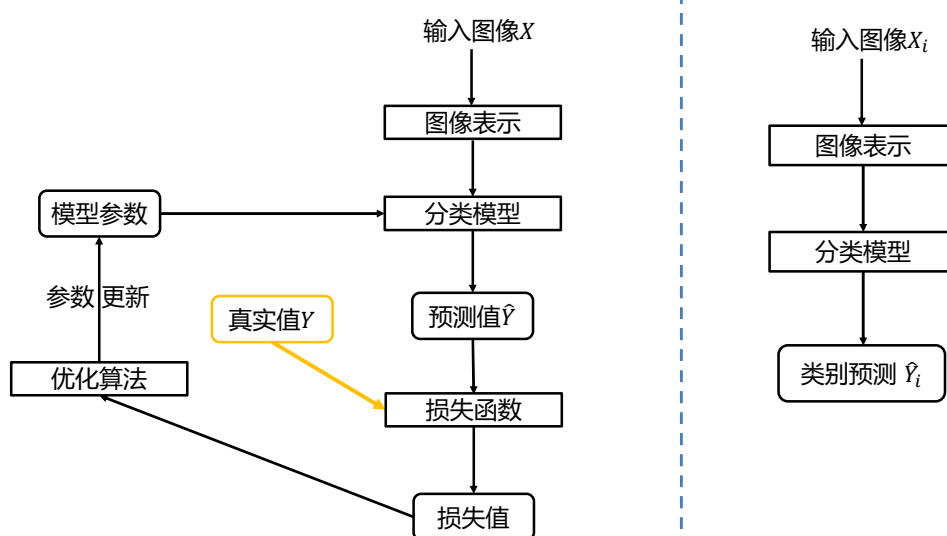 输入图像X
图像表示
模型参数
分类模型
参数 更新
真实值Y
预测值Ŷ
优化算法
损失函数
损失值
输入图像Xᵢ
图像表示
分类模型
类别预测 Ŷᵢ